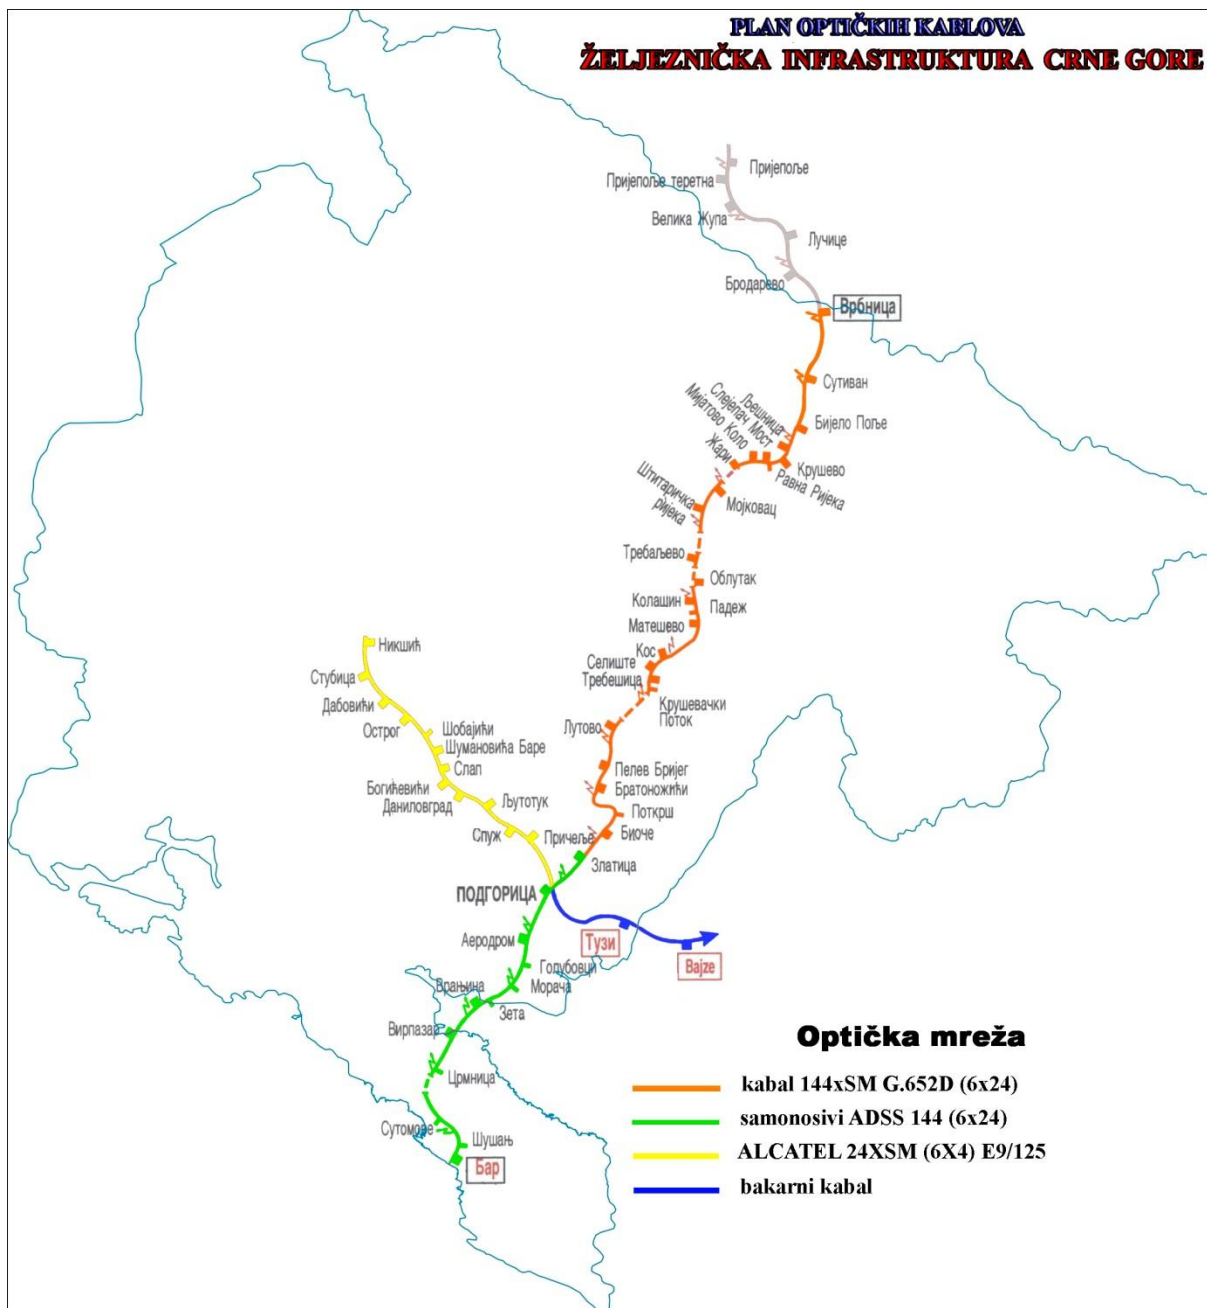 PLAN OPTIČKIH KABLOVA
ŽELJEZNIČKA INFRASTRUKTURA CRNE GORE
Пријепоље
Пријепоље теретна
Велика Жупа
Лучице
Бродарево
Врбница
Сутиван
Бијело Поље
Љешница
Слејепач Мост
Мијатово Коло
Жари
Крушево
Равна Ријека
Мојковац
Штитаричка
ријека
Требаљево
Облутак
Колашин
Падеж
Матешево
Кос
Селиште
Требешица
Крушевачки
Поток
Лутово
Пелев Бријег
Братоножићи
Поткрш
Биоче
Златица
Никшић
Стубица
Дабовићи
Острог
Шобајићи
Шумановића Баре
Слап
Богићевићи
Даниловград
Љутотук
Спуж
Причеље
ПОДГОРИЦА
Тузи
Bajze
Аеродром
Голубовци
Морача
Врањина
Зета
Вирпазар
Црмница
Сутоморе
Шушањ
Бар
Optička mreža
kabal 144xSM G.652D (6x24)
samonosivi ADSS 144 (6x24)
ALCATEL 24XSM (6X4) E9/125
bakarni kabal